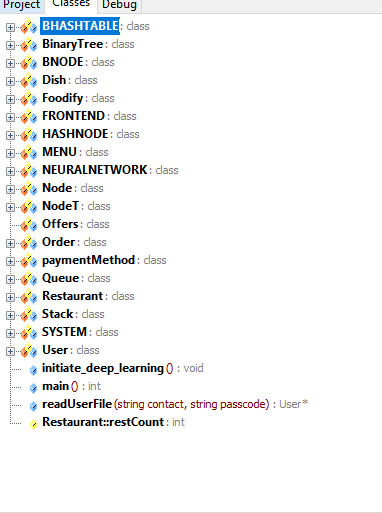 Project Classes Debug
BHASHTABLE : class
BinaryTree : class
BNODE : class
Dish : class
Foodify : class
FRONTEND : class
HASHNODE : class
MENU : class
NEURALNETWORK : class
Node : class
NodeT : class
Offers : class
Order : class
paymentMethod : class
Queue : class
Restaurant : class
Stack : class
SYSTEM : class
User : class
initiate_deep_learning () : void
main () : int
readUserFile (string contact, string passcode) : User*
Restaurant::restCount : int